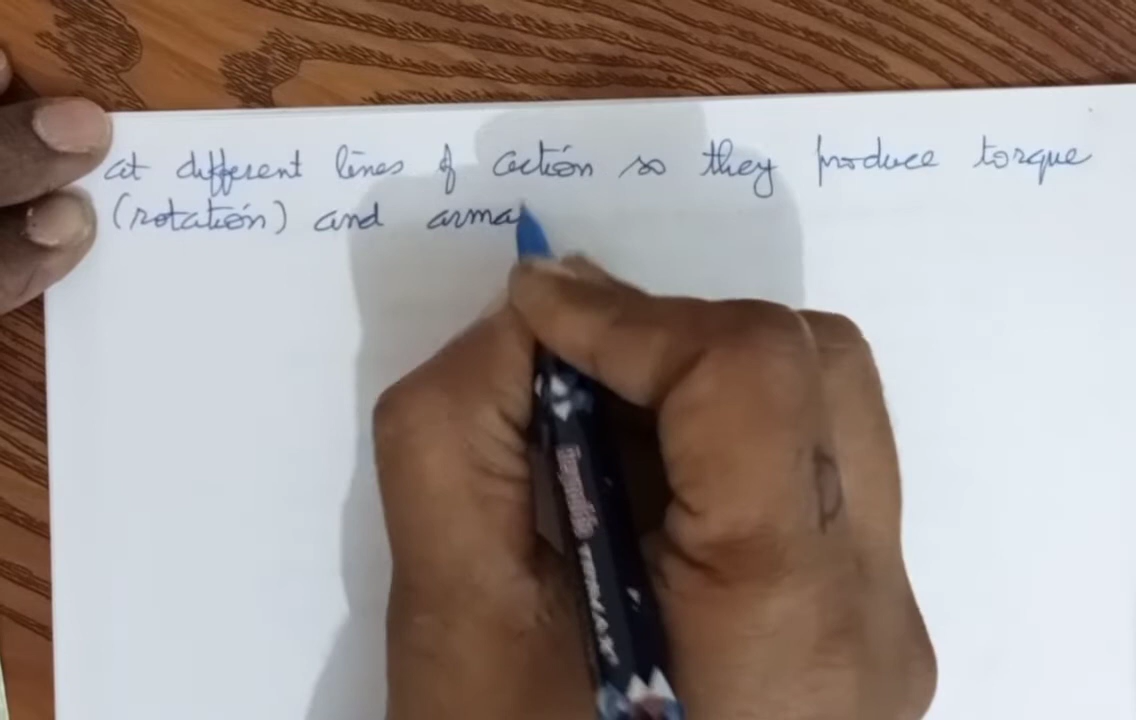 at different lines of action so they produce torque
(rotation) and arma